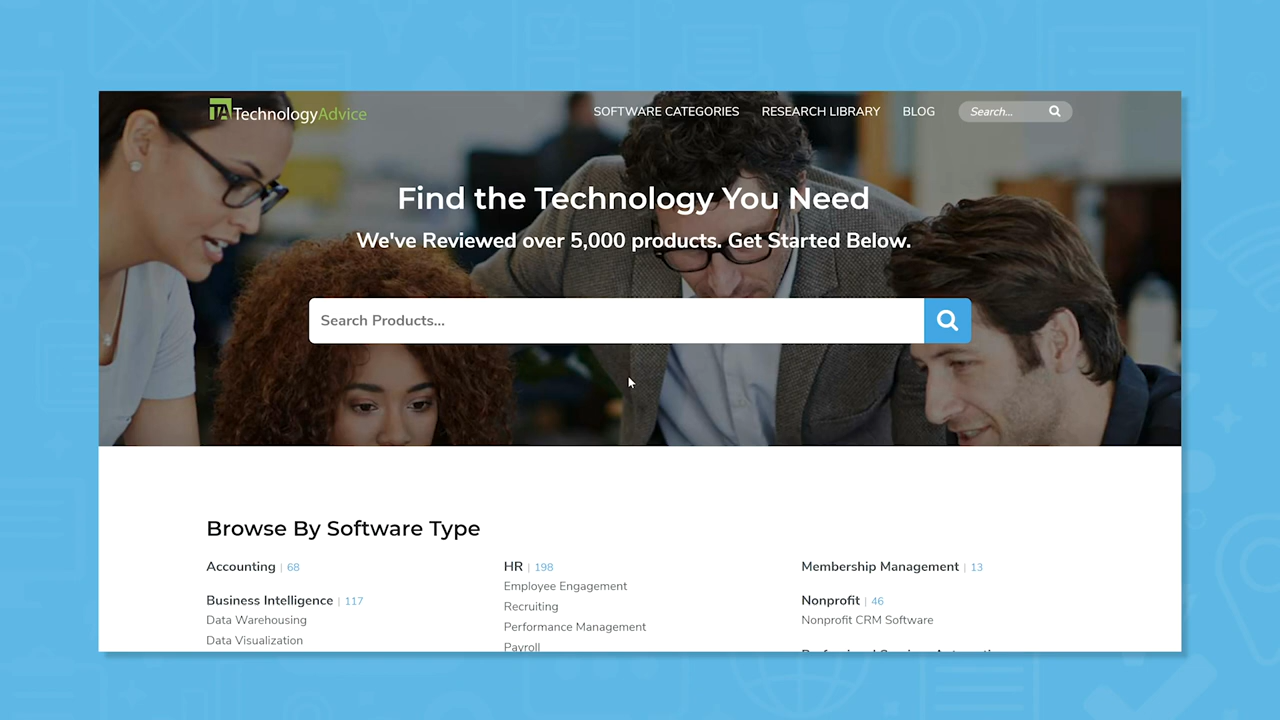 TA TechnologyAdvice
SOFTWARE CATEGORIES
RESEARCH LIBRARY
BLOG
Search...
Find the Technology You Need
We've Reviewed over 5,000 products. Get Started Below.
Search Products...
Browse By Software Type
Accounting | 68
Business Intelligence | 117
Data Warehousing
Data Visualization
HR | 198
Employee Engagement
Recruiting
Performance Management
Payroll
Membership Management | 13
Nonprofit | 46
Nonprofit CRM Software